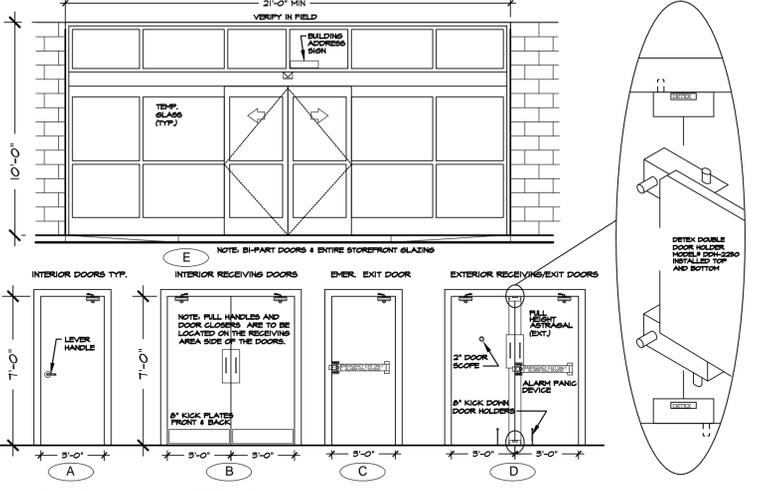 21'-0" MIN
VERIFY IN FIELD
BUILDING
ADDRESS
SIGN
TEMP.
GLASS
(TYP.)
10'-0"
E
NOTE: BI-PART DOORS & ENTIRE STOREFRONT GLAZING
DETEX
DETEX DOUBLE
DOOR HOLDER
MODEL# DDH-2250
INSTALLED TOP
AND BOTTOM
DETEX
INTERIOR DOORS TYP.
INTERIOR RECEIVING DOORS
EMER. EXIT DOOR
EXTERIOR RECEIVING/EXIT DOORS
7'-0"
LEVER
HANDLE
3'-0"
A
7'-0"
NOTE: PULL HANDLES AND
DOOR CLOSERS ARE TO BE
LOCATED ON THE RECEIVING
AREA SIDE OF THE DOORS.
8" KICK PLATES
FRONT & BACK
3'-0"
3'-0"
B
3'-0"
C
FULL
HEIGHT
ASTRAGAL
(EXT.)
2" DOOR
SCOPE
ALARM PANIC
DEVICE
8" KICK DOWN
DOOR HOLDERS
3'-0"
3'-0"
D